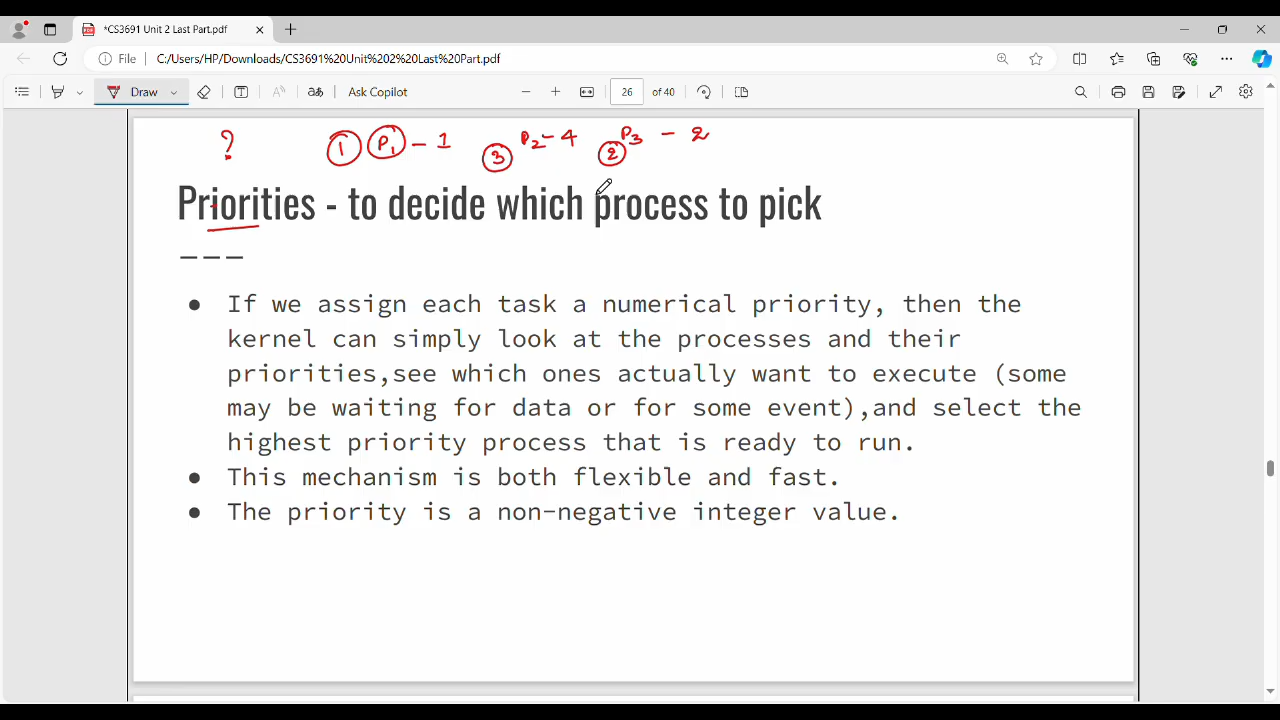 *CS3691 Unit 2 Last Part.pdf
File C:/Users/HP/Downloads/CS3691%20Unit%202%20Last%20Part.pdf
Draw Ask Copilot 26 of 40
? ① P1 - 1 ③ P2 - 4 ② P3 - 2
Priorities - to decide which process to pick
● If we assign each task a numerical priority, then the
kernel can simply look at the processes and their
priorities,see which ones actually want to execute (some
may be waiting for data or for some event),and select the
highest priority process that is ready to run.
● This mechanism is both flexible and fast.
● The priority is a non-negative integer value.